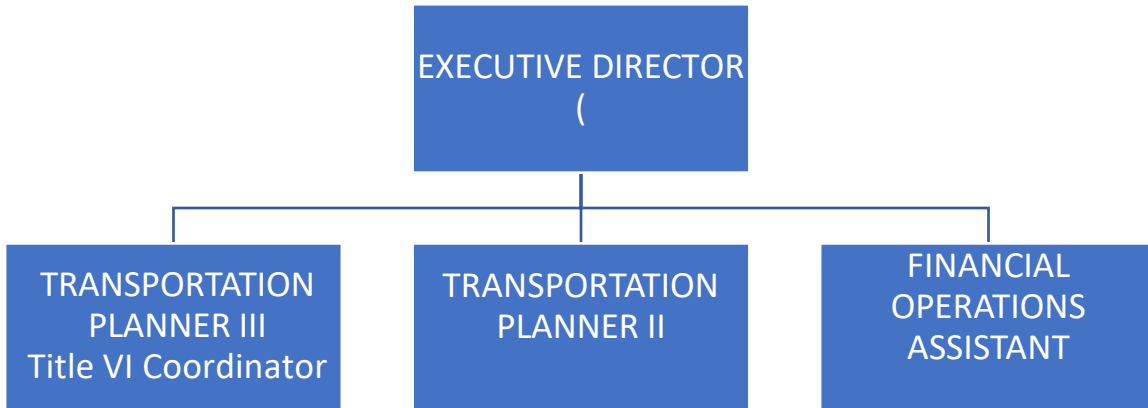 EXECUTIVE DIRECTOR
(
TRANSPORTATION
PLANNER III
Title VI Coordinator
TRANSPORTATION
PLANNER II
FINANCIAL
OPERATIONS
ASSISTANT